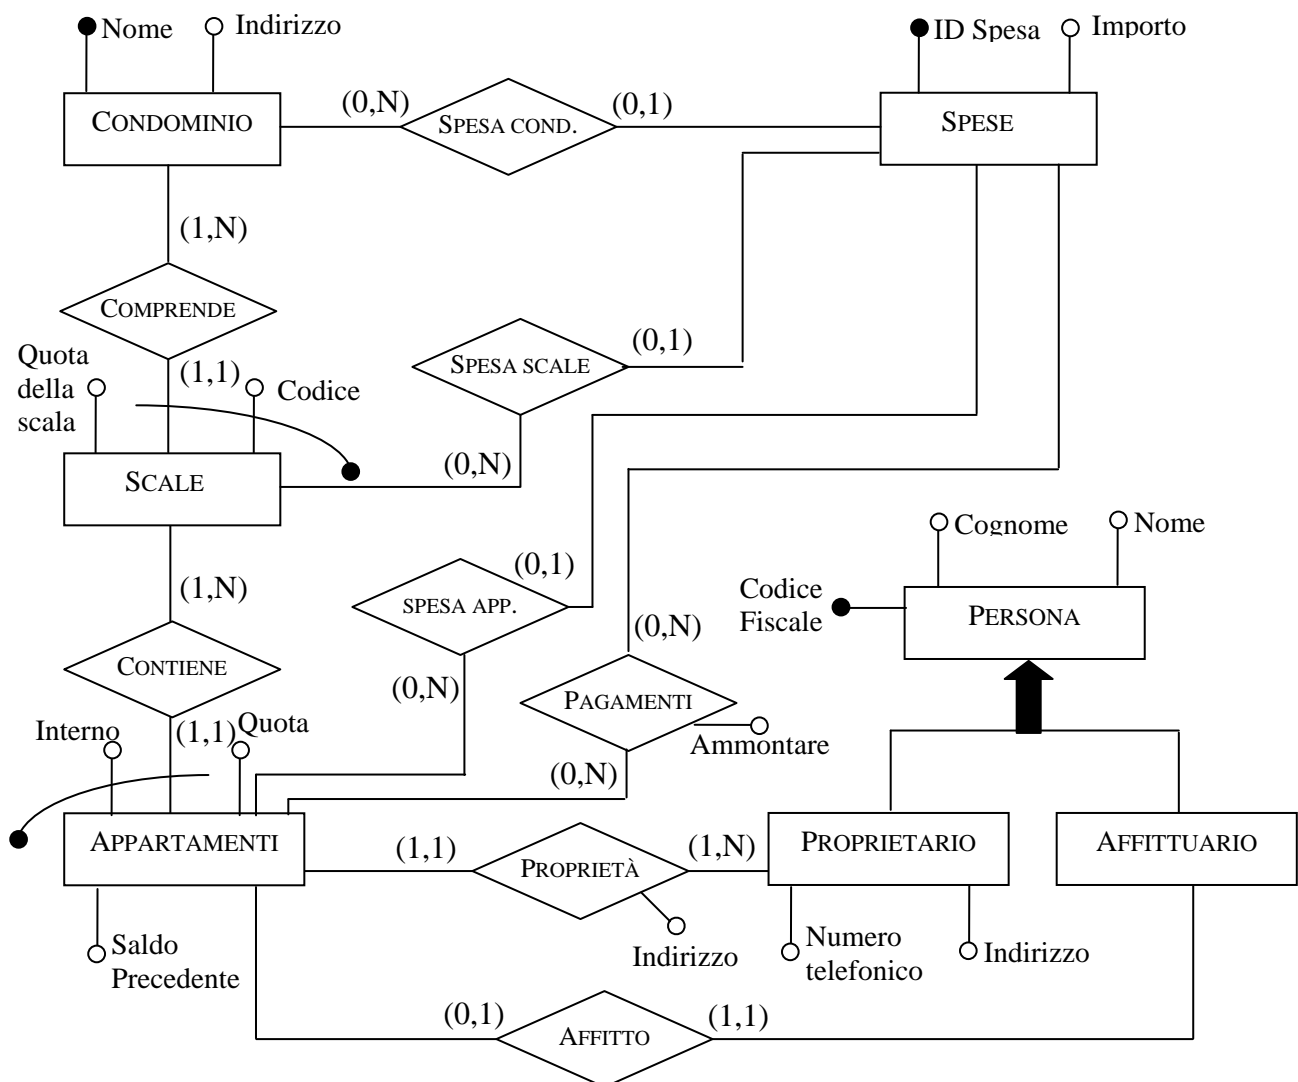 Nome
Indirizzo
ID Spesa
Importo
CONDOMINIO
(0,N)
SPESA COND.
(0,1)
SPESE
(1,N)
COMPRENDE
Quota
della
scala
(1,1)
Codice
SPESA SCALE
(0,1)
SCALE
(0,N)
Cognome
Nome
(1,N)
SPESA APP.
(0,1)
Codice
Fiscale
PERSONA
CONTIENE
(0,N)
(0,N)
PAGAMENTI
Ammontare
Interno
(1,1)
Quota
(0,N)
APPARTAMENTI
(1,1)
PROPRIETÀ
(1,N)
PROPRIETARIO
AFFITTUARIO
Saldo
Precedente
Indirizzo
Numero
telefonico
Indirizzo
(0,1)
AFFITTO
(1,1)